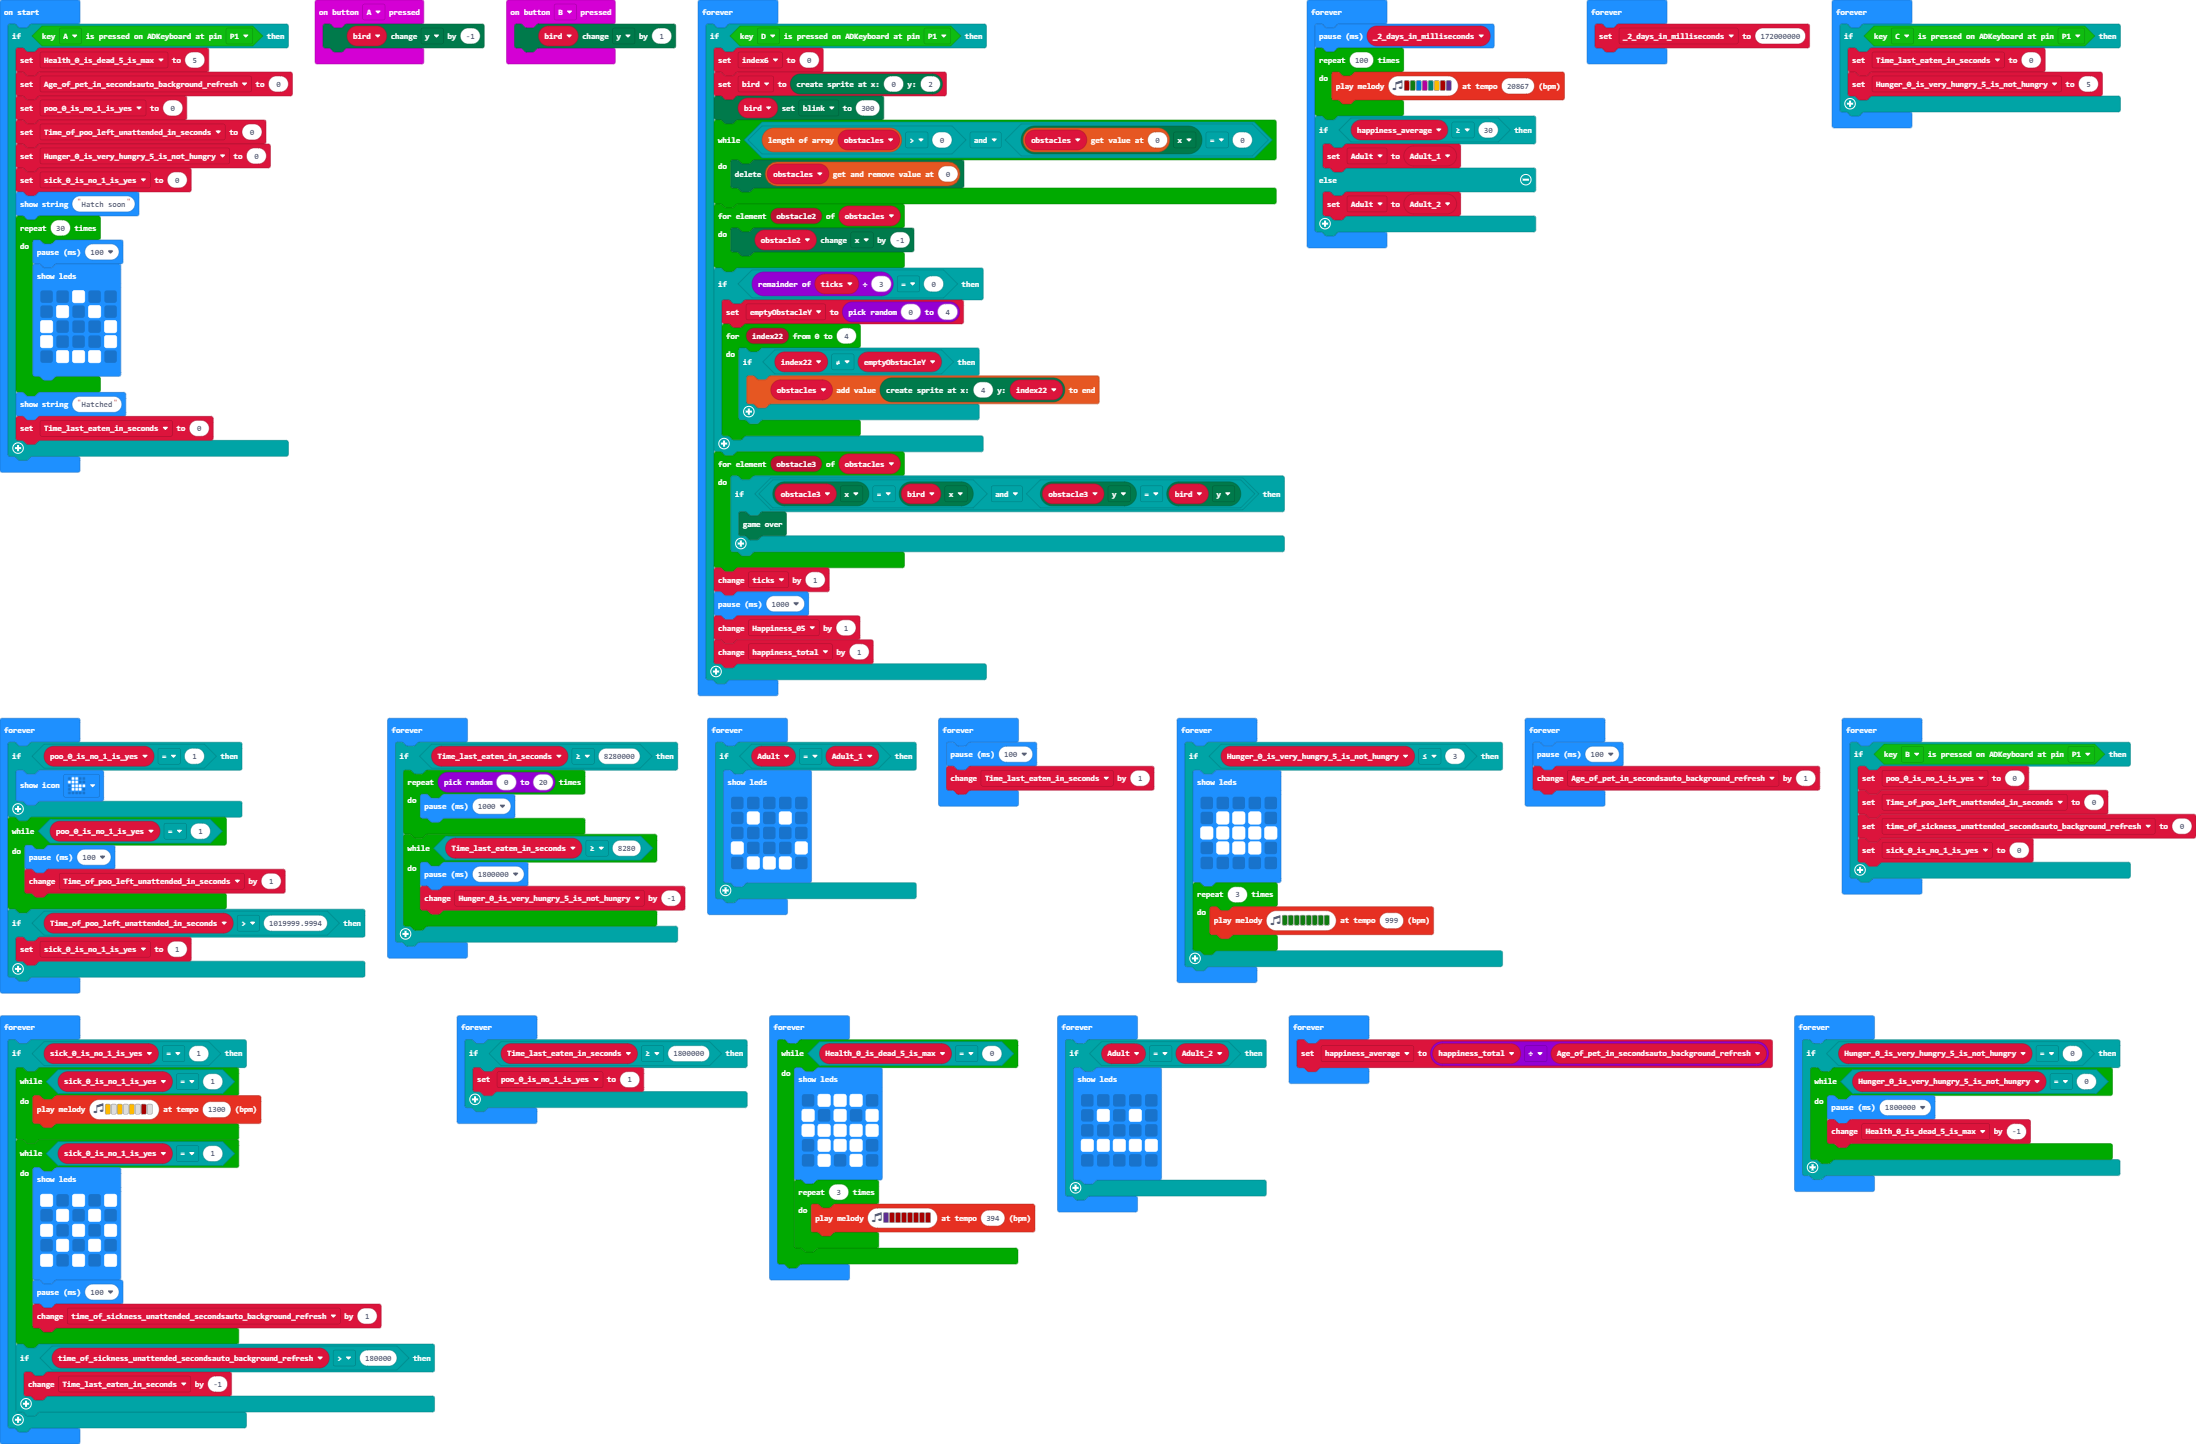 on start
if key A is pressed on ADKeyboard at pin P1 then
set Health_0_is_dead_5_is_max to 5
set Age_of_pet_in_secondsauto_background_refresh to 0
set poo_0_is_no_1_is_yes to 0
set Time_of_poo_left_unattended_in_seconds to 0
set Hunger_0_is_very_hungry_5_is_not_hungry to 0
set sick_0_is_no_1_is_yes to 0
show string "Hatch soon"
repeat 30 times
do
pause (ms) 100
show leds
show string "Hatched"
set Time_last_eaten_in_seconds to 0
on button A pressed
bird change y by -1
on button B pressed
bird change y by 1
forever
if key D is pressed on ADKeyboard at pin P1 then
set index6 to 0
set bird to create sprite at x: 0 y: 2
bird set blink to 300
while length of array obstacles > 0 and obstacles get value at 0 x = 0
do
delete obstacles get and remove value at 0
for element obstacle2 of obstacles
do
obstacle2 change x by -1
if remainder of ticks ÷ 3 = 0 then
set emptyObstacleY to pick random 0 to 4
for index22 from 0 to 4
do
if index22 ≠ emptyObstacleY then
obstacles add value create sprite at x: 4 y: index22 to end
for element obstacle3 of obstacles
do
if obstacle3 x = bird x and obstacle3 y = bird y then
game over
change ticks by 1
pause (ms) 1000
change Happiness_05 by 1
change happiness_total by 1
forever
pause (ms) _2_days_in_milliseconds
repeat 100 times
do
play melody at tempo 20867 (bpm)
if happiness_average ≥ 30 then
set Adult to Adult_1
else
set Adult to Adult_2
forever
set _2_days_in_milliseconds to 172000000
forever
if key C is pressed on ADKeyboard at pin P1 then
set Time_last_eaten_in_seconds to 0
set Hunger_0_is_very_hungry_5_is_not_hungry to 5
forever
if poo_0_is_no_1_is_yes = 1 then
show icon
while poo_0_is_no_1_is_yes = 1
do
pause (ms) 100
change Time_of_poo_left_unattended_in_seconds by 1
if Time_of_poo_left_unattended_in_seconds > 1019999.9994 then
set sick_0_is_no_1_is_yes to 1
forever
if Time_last_eaten_in_seconds ≥ 8280000 then
repeat pick random 0 to 20 times
do
pause (ms) 1000
while Time_last_eaten_in_seconds ≥ 8280
do
pause (ms) 1800000
change Hunger_0_is_very_hungry_5_is_not_hungry by -1
forever
if Adult = Adult_1 then
show leds
forever
pause (ms) 100
change Time_last_eaten_in_seconds by 1
forever
if Hunger_0_is_very_hungry_5_is_not_hungry ≤ 3 then
show leds
repeat 3 times
do
play melody at tempo 999 (bpm)
forever
pause (ms) 100
change Age_of_pet_in_secondsauto_background_refresh by 1
forever
if key B is pressed on ADKeyboard at pin P1 then
set poo_0_is_no_1_is_yes to 0
set Time_of_poo_left_unattended_in_seconds to 0
set time_of_sickness_unattended_secondsauto_background_refresh to 0
set sick_0_is_no_1_is_yes to 0
forever
if sick_0_is_no_1_is_yes = 1 then
while sick_0_is_no_1_is_yes = 1
do
play melody at tempo 1300 (bpm)
while sick_0_is_no_1_is_yes = 1
do
show leds
pause (ms) 100
change time_of_sickness_unattended_secondsauto_background_refresh by 1
if time_of_sickness_unattended_secondsauto_background_refresh > 180000 then
change Time_last_eaten_in_seconds by -1
forever
if Time_last_eaten_in_seconds ≥ 1800000 then
set poo_0_is_no_1_is_yes to 1
forever
while Health_0_is_dead_5_is_max = 0
do
show leds
repeat 3 times
do
play melody at tempo 394 (bpm)
forever
if Adult = Adult_2 then
show leds
forever
set happiness_average to happiness_total ÷ Age_of_pet_in_secondsauto_background_refresh
forever
if Hunger_0_is_very_hungry_5_is_not_hungry = 0 then
while Hunger_0_is_very_hungry_5_is_not_hungry = 0
do
pause (ms) 1800000
change Health_0_is_dead_5_is_max by -1